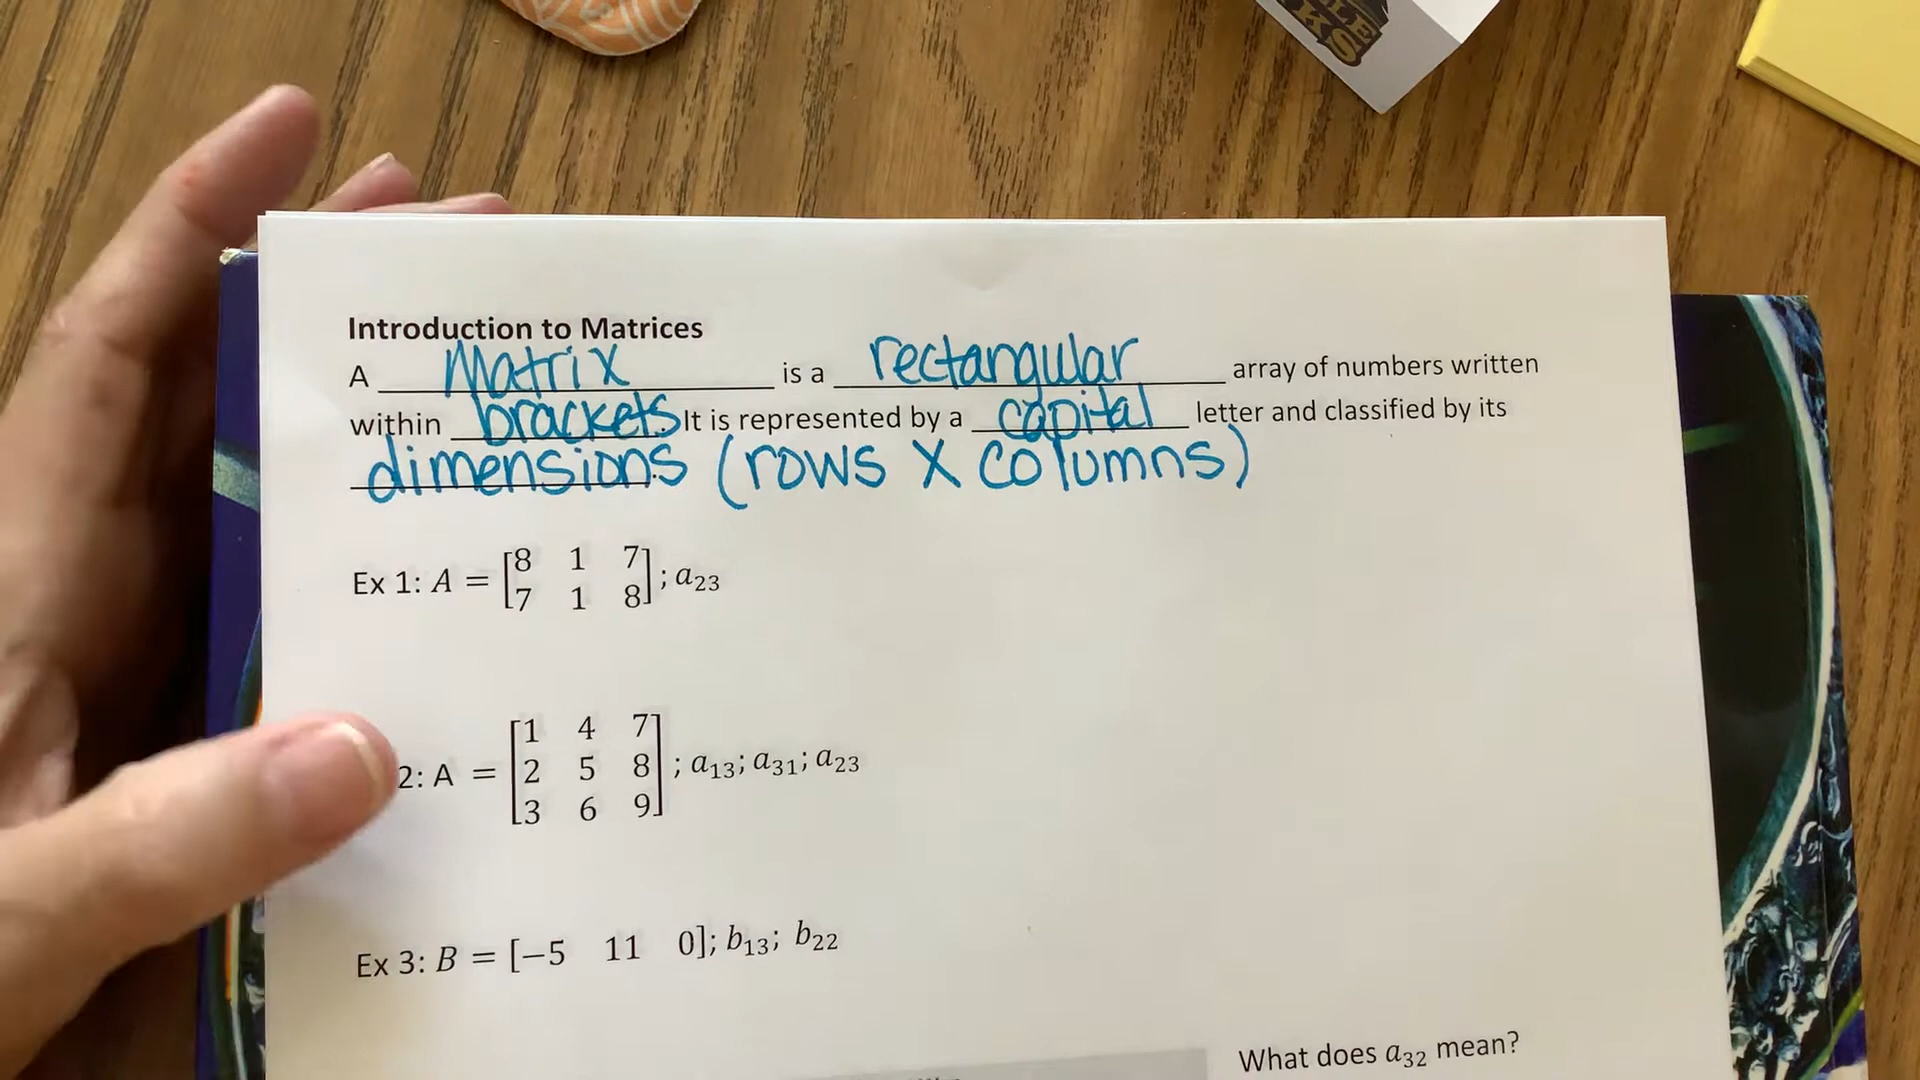 Introduction to Matrices
A Matrix is a rectangular array of numbers written
within brackets. It is represented by a capital letter and classified by its
dimensions (rows X columns)
Ex 1: A = [8 1 7
7 1 8]; a23
2: A = [1 4 7
2 5 8
3 6 9]; a13; a31; a23
Ex 3: B = [−5 11 0]; b13; b22
What does a32 mean?